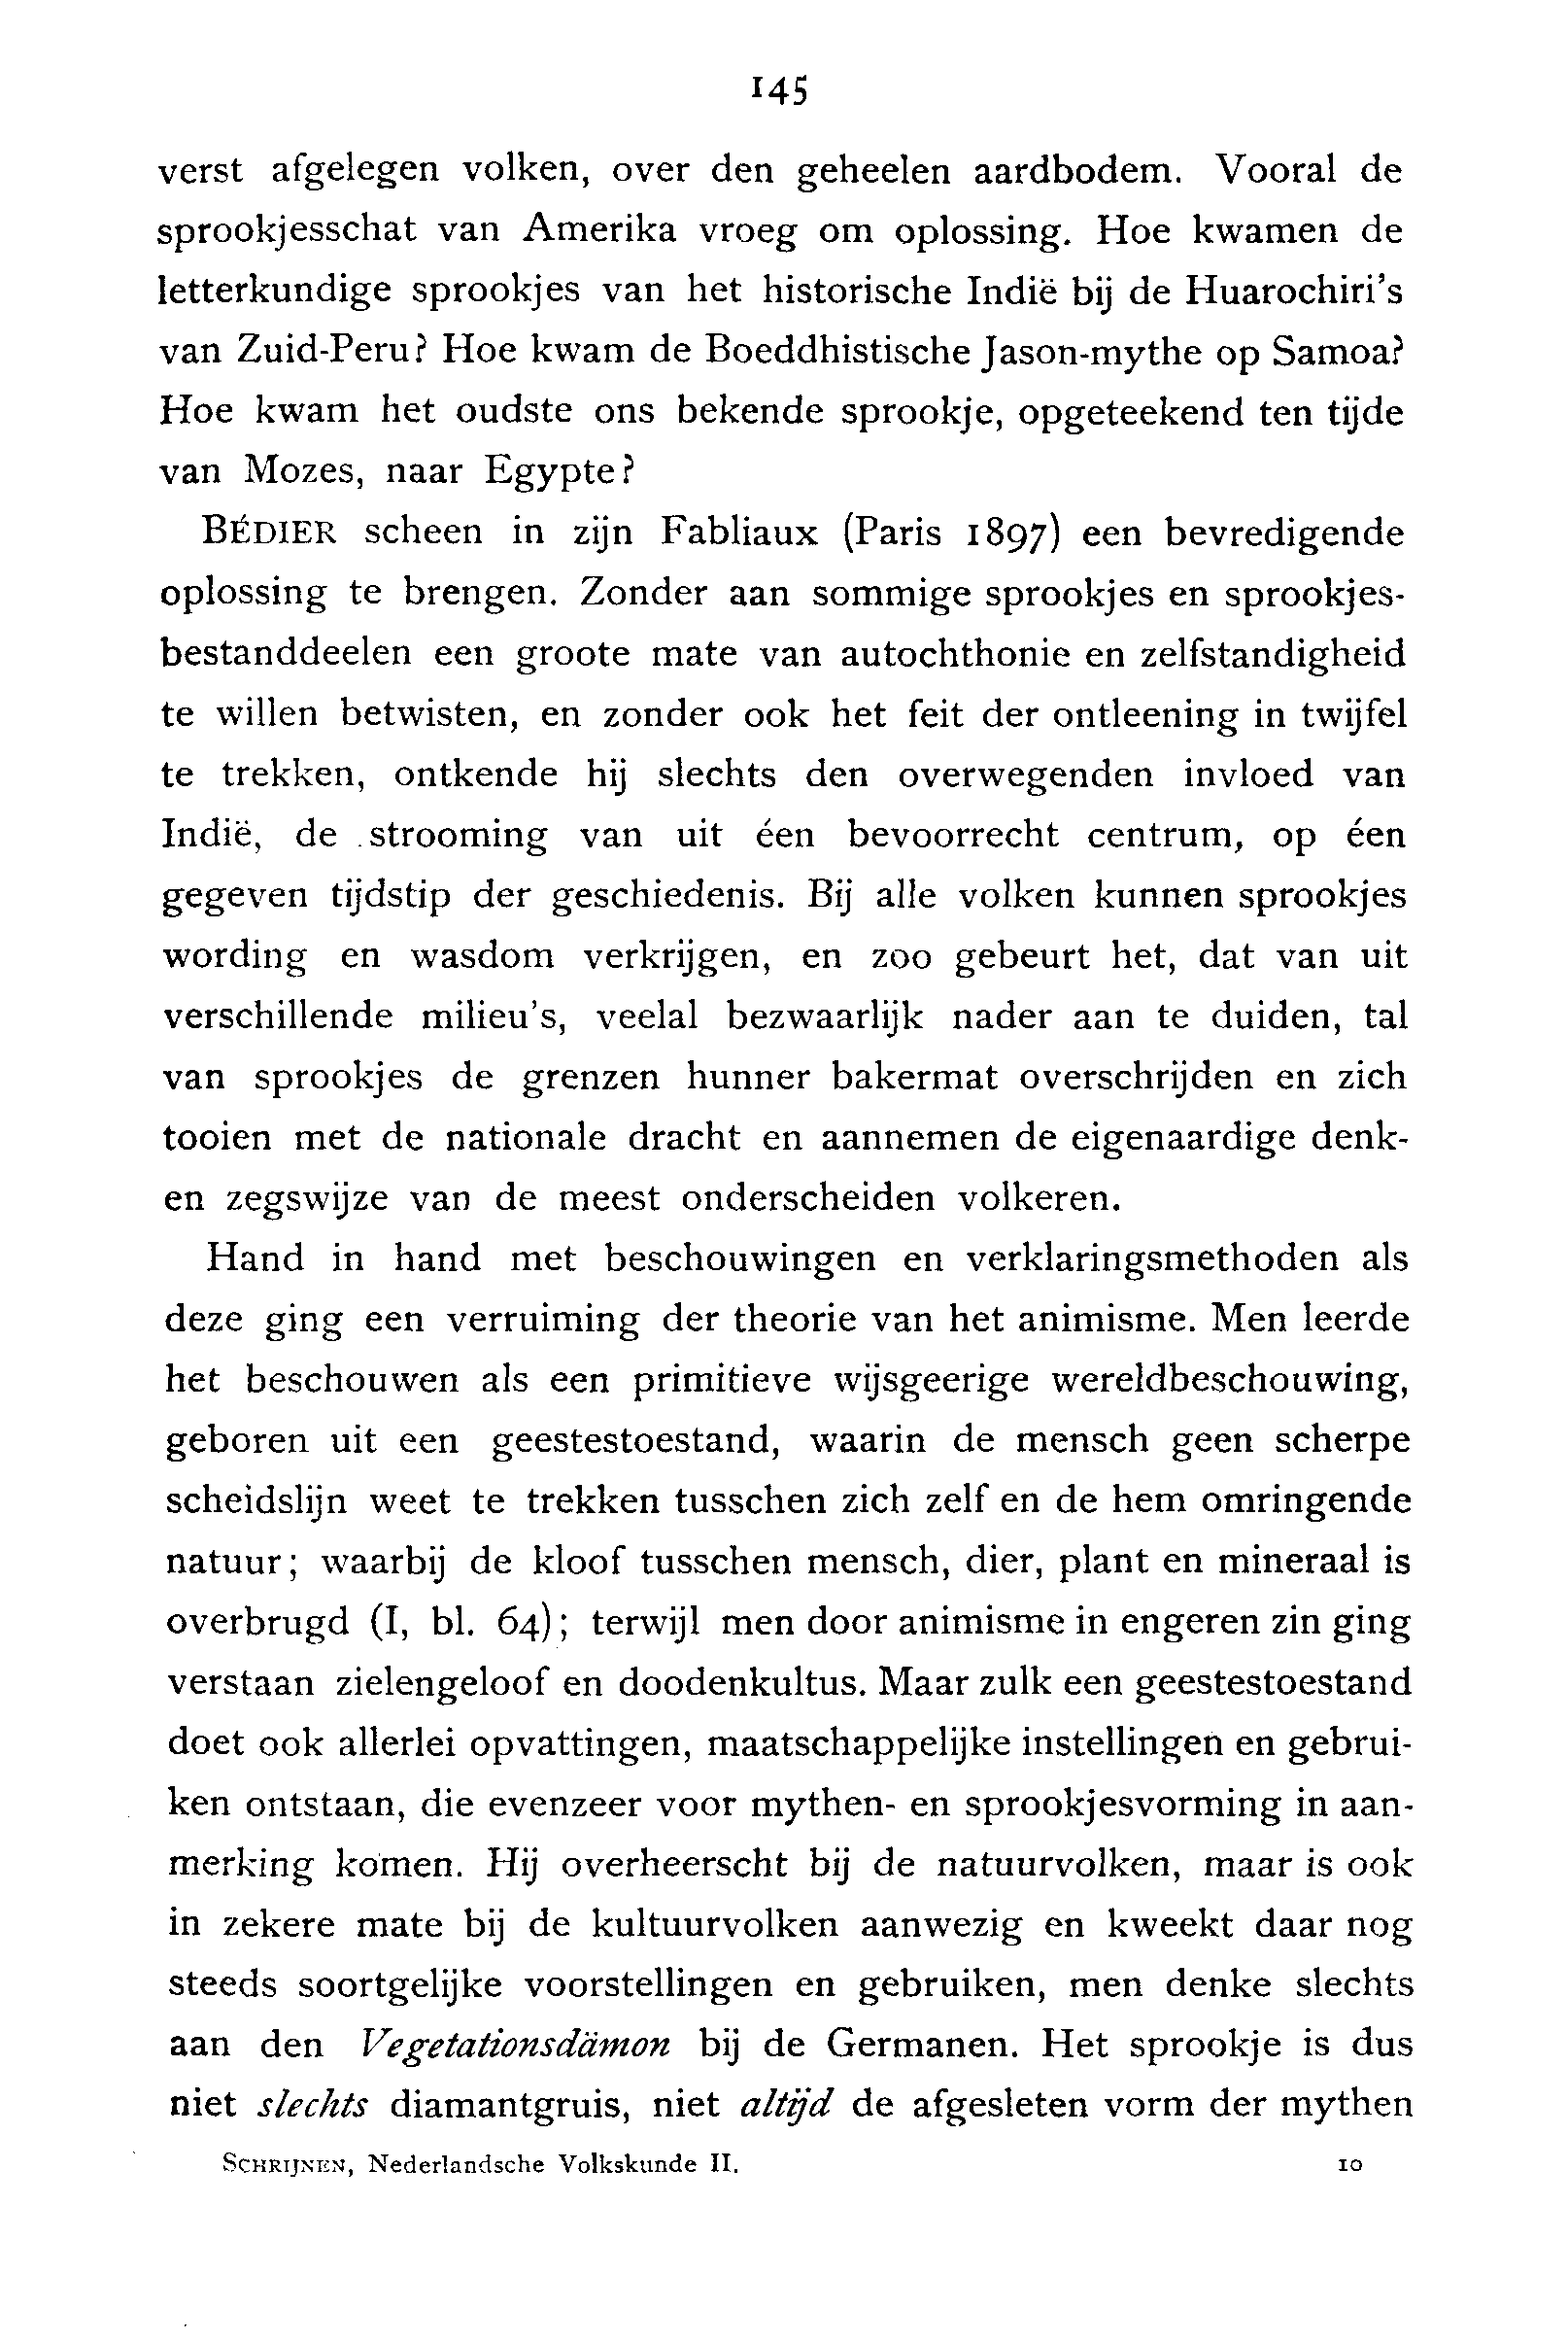 145
verst afgelegen volken, over den geheelen aardbodem. Vooral de
sprookjesschat van Amerika vroeg om oplossing. Hoe kwamen de
letterkundige sprookjes van het historische Indië bij de Huarochiri's
van Zuid-Peru? Hoe kwam de Boeddhistische Jason-mythe op Samoa?
Hoe kwam het oudste ons bekende sprookje, opgeteekend ten tijde
van Mozes, naar Egypte?
BÉDIER scheen in zijn Fabliaux (Paris 1897) een bevredigende
oplossing te brengen. Zonder aan sommige sprookjes en sprookjes-
bestanddeelen een groote mate van autochthonie en zelfstandigheid
te willen betwisten, en zonder ook het feit der ontleening in twijfel
te trekken, ontkende hij slechts den overwegenden invloed van
Indië, de strooming van uit éen bevoorrecht centrum, op éen
gegeven tijdstip der geschiedenis. Bij alle volken kunnen sprookjes
wording en wasdom verkrijgen, en zoo gebeurt het, dat van uit
verschillende milieu's, veelal bezwaarlijk nader aan te duiden, tal
van sprookjes de grenzen hunner bakermat overschrijden en zich
tooien met de nationale dracht en aannemen de eigenaardige denk-
en zegswijze van de meest onderscheiden volkeren.
Hand in hand met beschouwingen en verklaringsmethoden als
deze ging een verruiming der theorie van het animisme. Men leerde
het beschouwen als een primitieve wijsgeerige wereldbeschouwing,
geboren uit een geestestoestand, waarin de mensch geen scherpe
scheidslijn weet te trekken tusschen zich zelf en de hem omringende
natuur; waarbij de kloof tusschen mensch, dier, plant en mineraal is
overbrugd (I, bl. 64); terwijl men door animisme in engeren zin ging
verstaan zielengeloof en doodenkultus. Maar zulk een geestestoestand
doet ook allerlei opvattingen, maatschappelijke instellingen en gebrui-
ken ontstaan, die evenzeer voor mythen- en sprookjesvorming in aan-
merking komen. Hij overheerscht bij de natuurvolken, maar is ook
in zekere mate bij de kultuurvolken aanwezig en kweekt daar nog
steeds soortgelijke voorstellingen en gebruiken, men denke slechts
aan den Vegetationsdämon bij de Germanen. Het sprookje is dus
niet slechts diamantgruis, niet altijd de afgesleten vorm der mythen
SCHRIJNEN, Nederlandsche Volkskunde II. 10